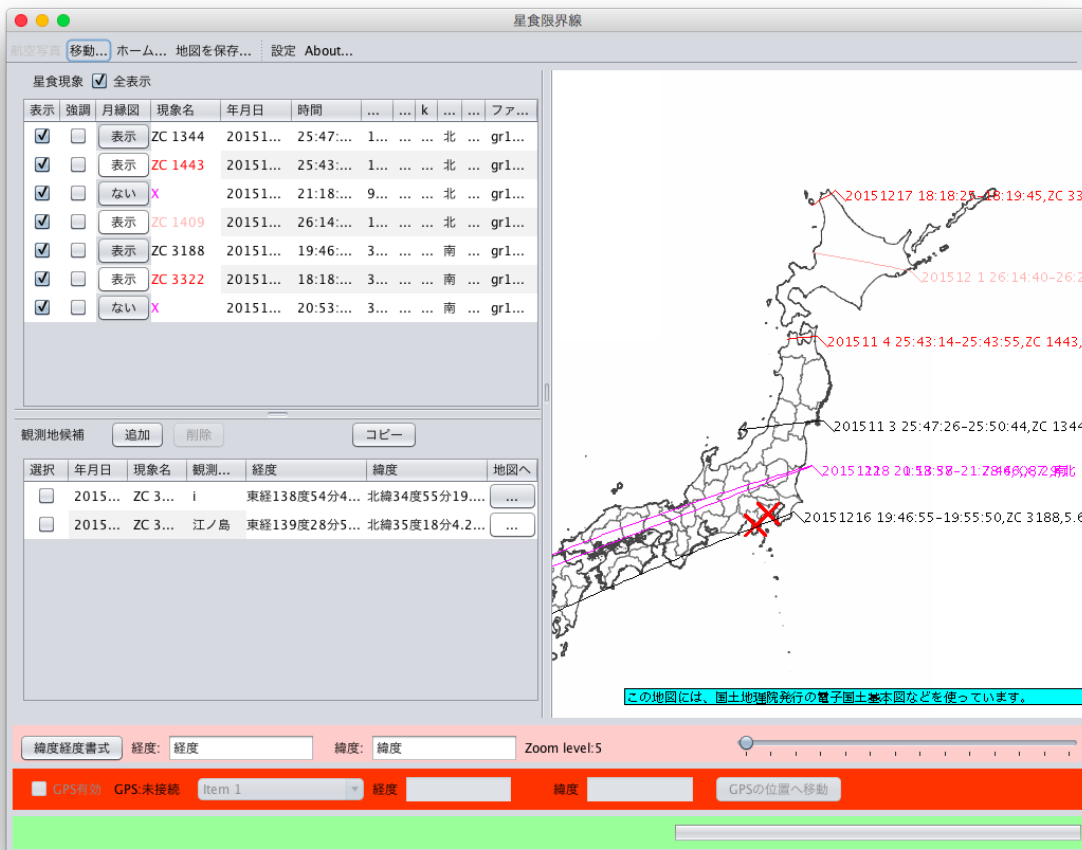 星食限界線
航空写真 移動... ホーム... 地図を保存... 設定 About...
星食現象 全表示
表示 強調 月縁図 現象名 年月日 時間 ... ... k ... ... ファ...
表示 ZC 1344 20151... 25:47:... 1... ... ... 北 ... gr1...
表示 ZC 1443 20151... 25:43:... 1... ... ... 北 ... gr1...
ない X 20151... 21:18:... 9... ... ... 北 ... gr1...
表示 ZC 1409 20151... 26:14:... 1... ... ... 北 ... gr1...
表示 ZC 3188 20151... 19:46:... 3... ... ... 南 ... gr1...
表示 ZC 3322 20151... 18:18:... 3... ... ... 南 ... gr1...
ない X 20151... 20:53:... 3... ... ... 南 ... gr1...
観測地候補 追加 削除 コピー
選択 年月日 現象名 観測... 経度 緯度 地図へ
2015... ZC 3... i 東経138度54分4... 北緯34度55分19.... ...
2015... ZC 3... 江ノ島 東経139度28分5... 北緯35度18分4.2... ...
20151217 18:18:25-18:19:45,ZC 33
201512 1 26:14:40-26:2
201511 4 25:43:14-25:43:55,ZC 1443,
201511 3 25:47:26-25:50:44,ZC 1344
20151216 19:46:55-19:55:50,ZC 3188,5.6
この地図には、国土地理院発行の電子国土基本図などを使っています。
緯度経度書式 経度: 経度 緯度: 緯度 Zoom level:5
GPS有効 GPS:未接続 Item 1 経度 緯度 GPSの位置へ移動